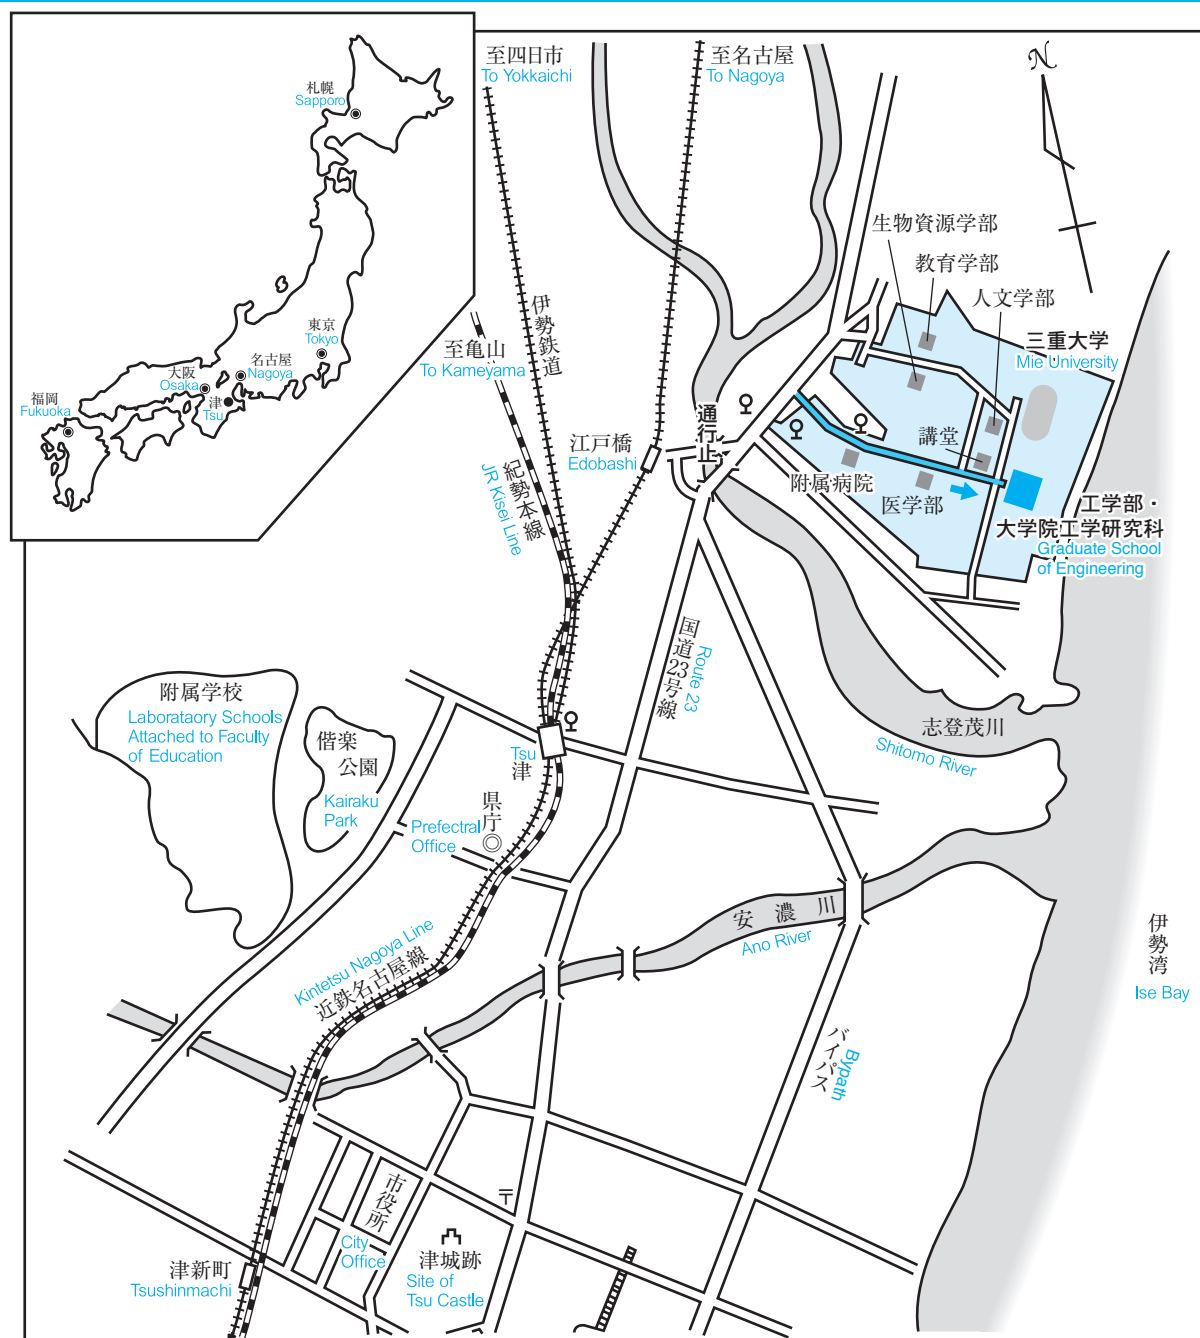 札幌
Sapporo
東京
Tokyo
名古屋
Nagoya
大阪
Osaka
津
Tsu
福岡
Fukuoka
至四日市
To Yokkaichi
至名古屋
To Nagoya
N
生物資源学部
教育学部
人文学部
三重大学
Mie University
伊勢鉄道
至亀山
To Kameyama
江戸橋
Edobashi
通行止
講堂
附属病院
医学部
工学部・
大学院工学研究科
Graduate School
of Engineering
紀勢本線
JR Kisei Line
国道23号線
Route 23
附属学校
Laborataory Schools
Attached to Faculty
of Education
偕楽
公園
Kairaku
Park
Tsu
津
県庁
Prefectral
Office
志登茂川
Shitomo River
安濃川
Ano River
伊勢湾
Ise Bay
Kintetsu Nagoya Line
近鉄名古屋線
バイパス
Bypath
市役所
City
Office
〒
津城跡
Site of
Tsu Castle
津新町
Tsushinmachi